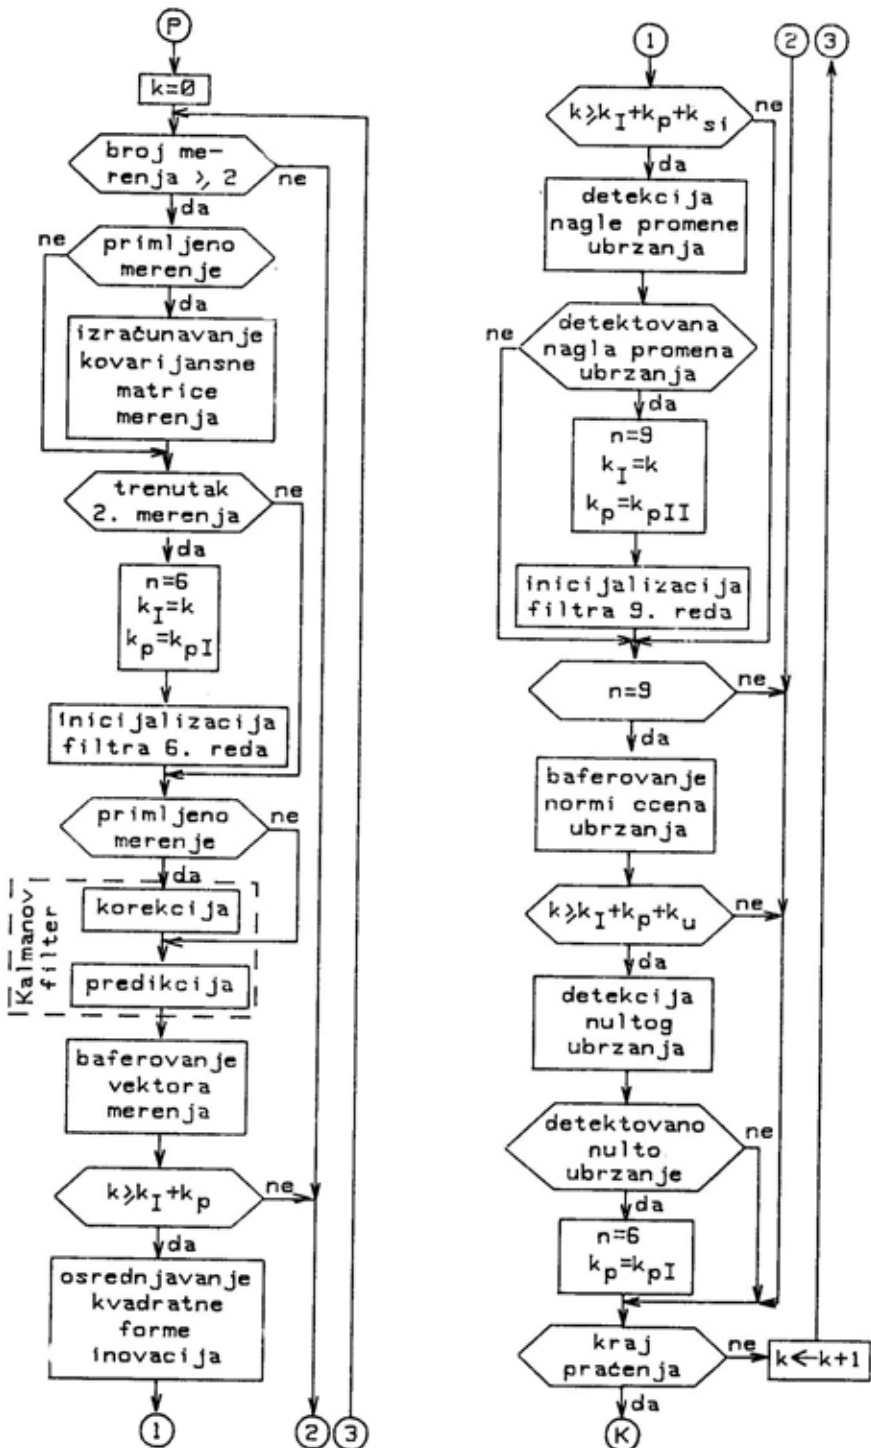 P
k=0
broj me-
renja ≥ 2
ne
da
ne
primljeno
merenje
da
izračunavanje
kovarijansne
matrice
merenja
trenutak
2. merenja
ne
da
n=6
k_I=k
k_p=k_pI
inicijalizacija
filtra 6. reda
primljeno
merenje
ne
da
Kalmanov
filter
korekcija
predikcija
baferovanje
vektora
merenja
k≥k_I+k_p
ne
da
osrednjavanje
kvadratne
forme
inovacija
1
2
3
1
2
3
k≥k_I+k_p+k_si
ne
da
detekcija
nagle promene
ubrzanja
ne
detektovana
nagla promena
ubrzanja
da
n=9
k_I=k
k_p=k_pII
inicijalizacija
filtra 9. reda
n=9
ne
da
baferovanje
normi ccena
ubrzanja
k≥k_I+k_p+k_u
ne
da
detekcija
nultog
ubrzanja
detektovano
nulto
ubrzanje
ne
da
n=6
k_p=k_pI
kraj
praćenja
ne
k←k+1
da
K